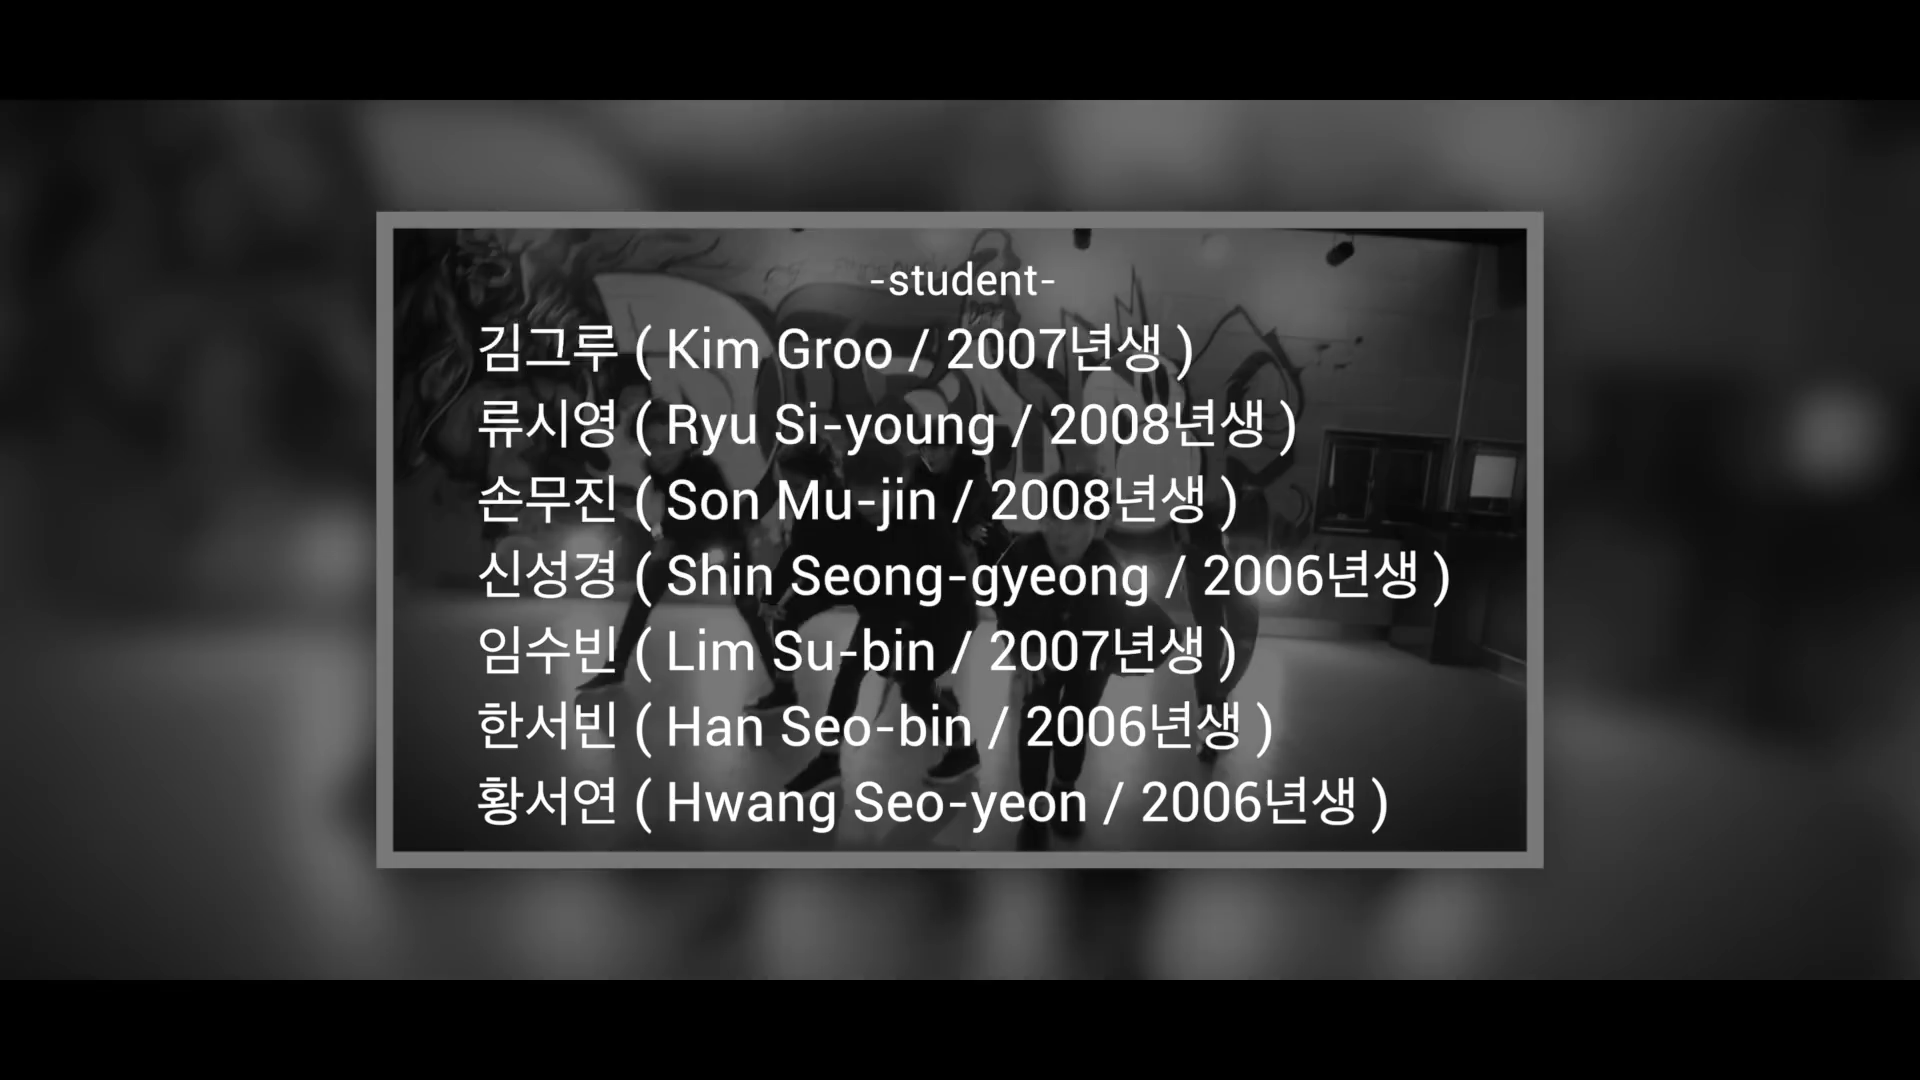 -student-
김그루 ( Kim Groo / 2007년생 )
류시영 ( Ryu Si-young / 2008년생 )
손무진 ( Son Mu-jin / 2008년생 )
신성경 ( Shin Seong-gyeong / 2006년생 )
임수빈 ( Lim Su-bin / 2007년생 )
한서빈 ( Han Seo-bin / 2006년생 )
황서연 ( Hwang Seo-yeon / 2006년생 )